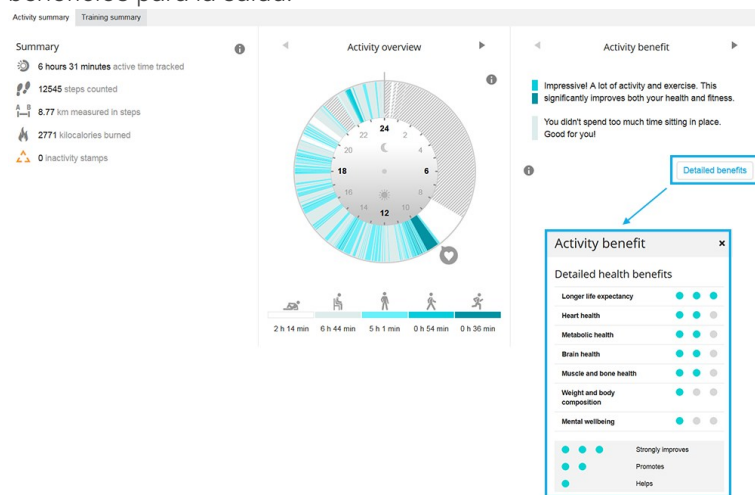 beneficios para la salud.
Activity summary
Training summary
Summary
6 hours 31 minutes active time tracked
12545 steps counted
A B
8.77 km measured in steps
2771 kilocalories burned
0 inactivity stamps
Activity overview
24
22
2
20
4
18
6
16
8
14
10
12
2 h 14 min
6 h 44 min
5 h 1 min
0 h 54 min
0 h 36 min
Activity benefit
Impressive! A lot of activity and exercise. This
significantly improves both your health and fitness.
You didn't spend too much time sitting in place.
Good for you!
Detailed benefits
Activity benefit
×
Detailed health benefits
Longer life expectancy
Heart health
Metabolic health
Brain health
Muscle and bone health
Weight and body
composition
Mental wellbeing
Strongly improves
Promotes
Helps